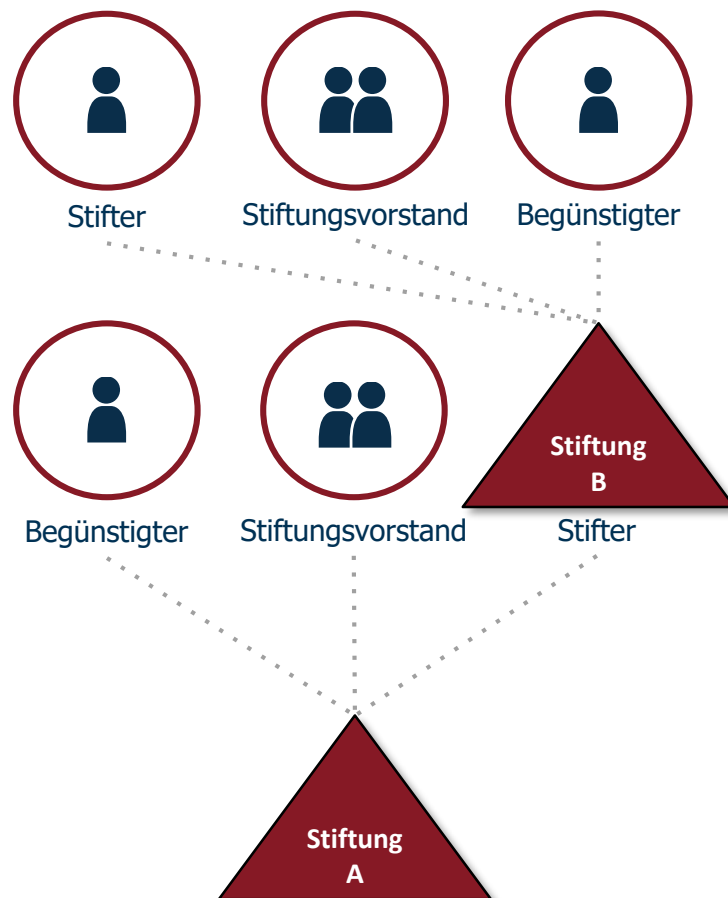 Stifter
Stiftungsvorstand
Begünstigter
Stiftung
B
Begünstigter
Stiftungsvorstand
Stifter
Stiftung
A